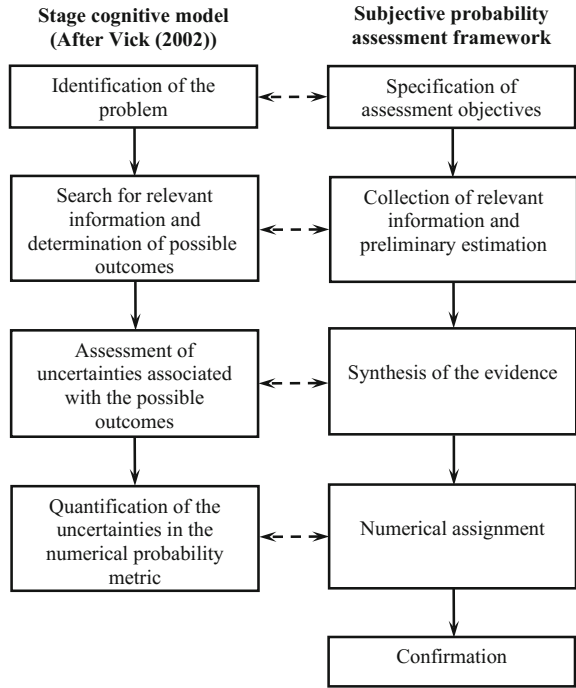 Stage cognitive model
(After Vick (2002))
Identification of the
problem
Search for relevant
information and
determination of possible
outcomes
Assessment of
uncertainties associated
with the possible
outcomes
Quantification of the
uncertainties in the
numerical probability
metric
Subjective probability
assessment framework
Specification of
assessment objectives
Collection of relevant
information and
preliminary estimation
Synthesis of the evidence
Numerical assignment
Confirmation